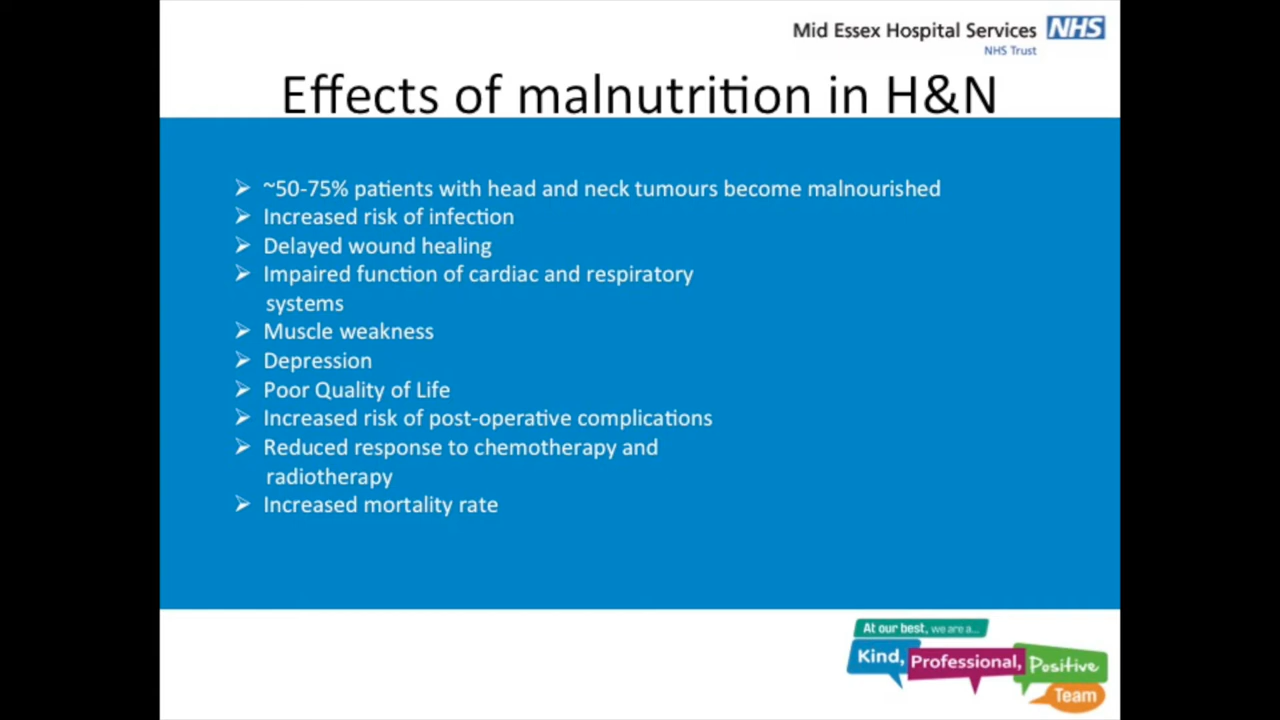 Mid Essex Hospital Services NHS
NHS Trust
Effects of malnutrition in H&N
➢ ~50-75% patients with head and neck tumours become malnourished
➢ Increased risk of infection
➢ Delayed wound healing
➢ Impaired function of cardiac and respiratory
systems
➢ Muscle weakness
➢ Depression
➢ Poor Quality of Life
➢ Increased risk of post-operative complications
➢ Reduced response to chemotherapy and
radiotherapy
➢ Increased mortality rate
At our best, we are a...
Kind, Professional, Positive
Team